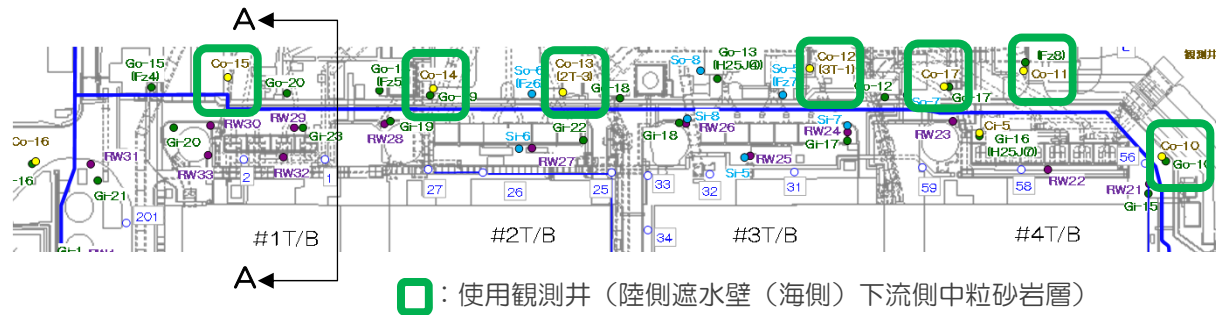 A
Go-15
(Fz4)
Co-15
Go-20
Go-1
(Fz5)
Co-14
So-6
(Fz6)
Co-13
(2T-3)
Go-18
So-8
Go-13
(H25J⑥)
So-5
(Fz7
Co-12
(3T-1)
Go-12
Co-17
So-7
Go-17
(Fz8)
Co-11
観測井
RW30
RW29
Gi-20
Gi-23
RW28
Gi-19
Si-6
Gi-22
RW27
Gi-18
Si-8
RW26
Si-7
RW24
Gi-17
RW25
Si-5
RW23
Ci-5
Gi-16
(H25J⑦)
56
Co-10
Go-10
Co-16
-16
RW31
Gi-21
RW33
2
RW32
1
27
26
25
33
32
31
59
58
RW22
RW21
Gi-15
201
34
Gi-1
#1T/B
#2T/B
#3T/B
#4T/B
A
：使用観測井（陸側遮水壁（海側）下流側中粒砂岩層）